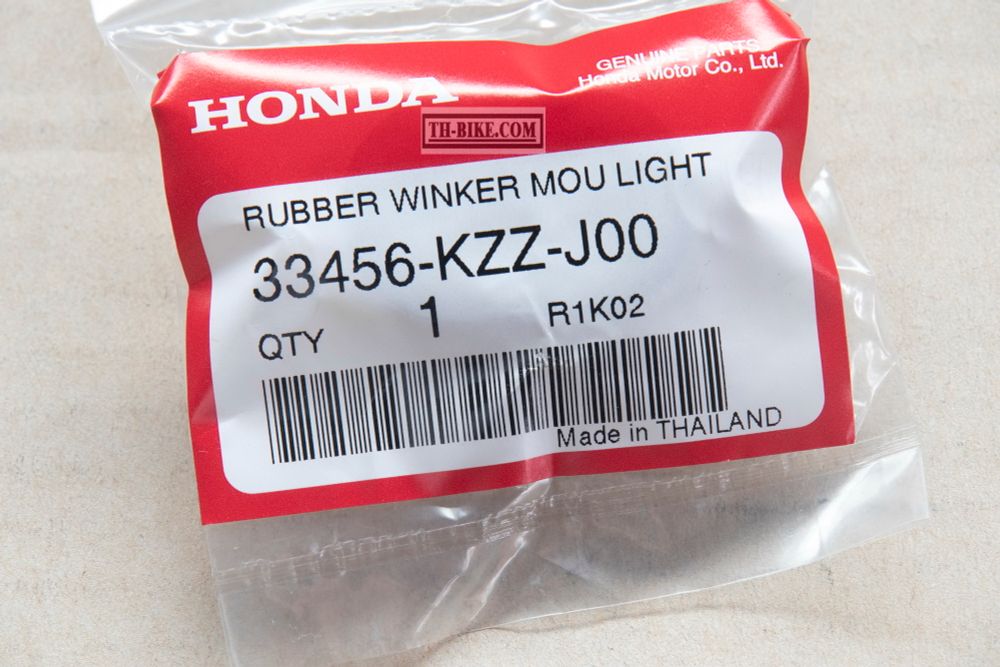 GENUINE PARTS
Honda Motor Co., Ltd.
HONDA
TH-BIKE.COM
RUBBER WINKER MOU LIGHT
33456-KZZ-J00
QTY 1 R1K02
Made in THAILAND